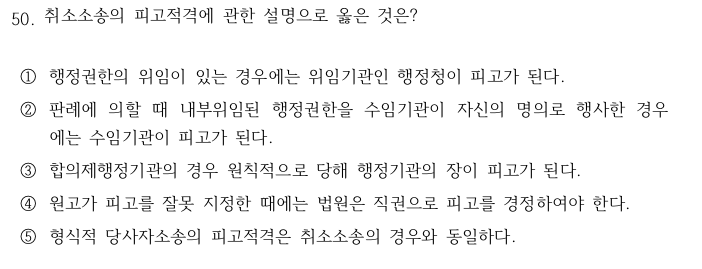 50. 취소소송의 피고적격에 관한 설명으로 옳은 것은?
① 행정권한의 위임이 있는 경우에는 위임기관인 행정청이 피고가 된다.
② 판례에 의할 때 내부위임된 행정권한을 수임기관이 자신의 명의로 행사한 경우
에는 수임기관이 피고가 된다.
③ 합의제행정기관의 경우 원칙적으로 당해 행정기관의 장이 피고가 된다.
④ 원고가 피고를 잘못 지정한 때에는 법원은 직권으로 피고를 경정하여야 한다.
⑤ 형식적 당사자소송의 피고적격은 취소소송의 경우와 동일하다.